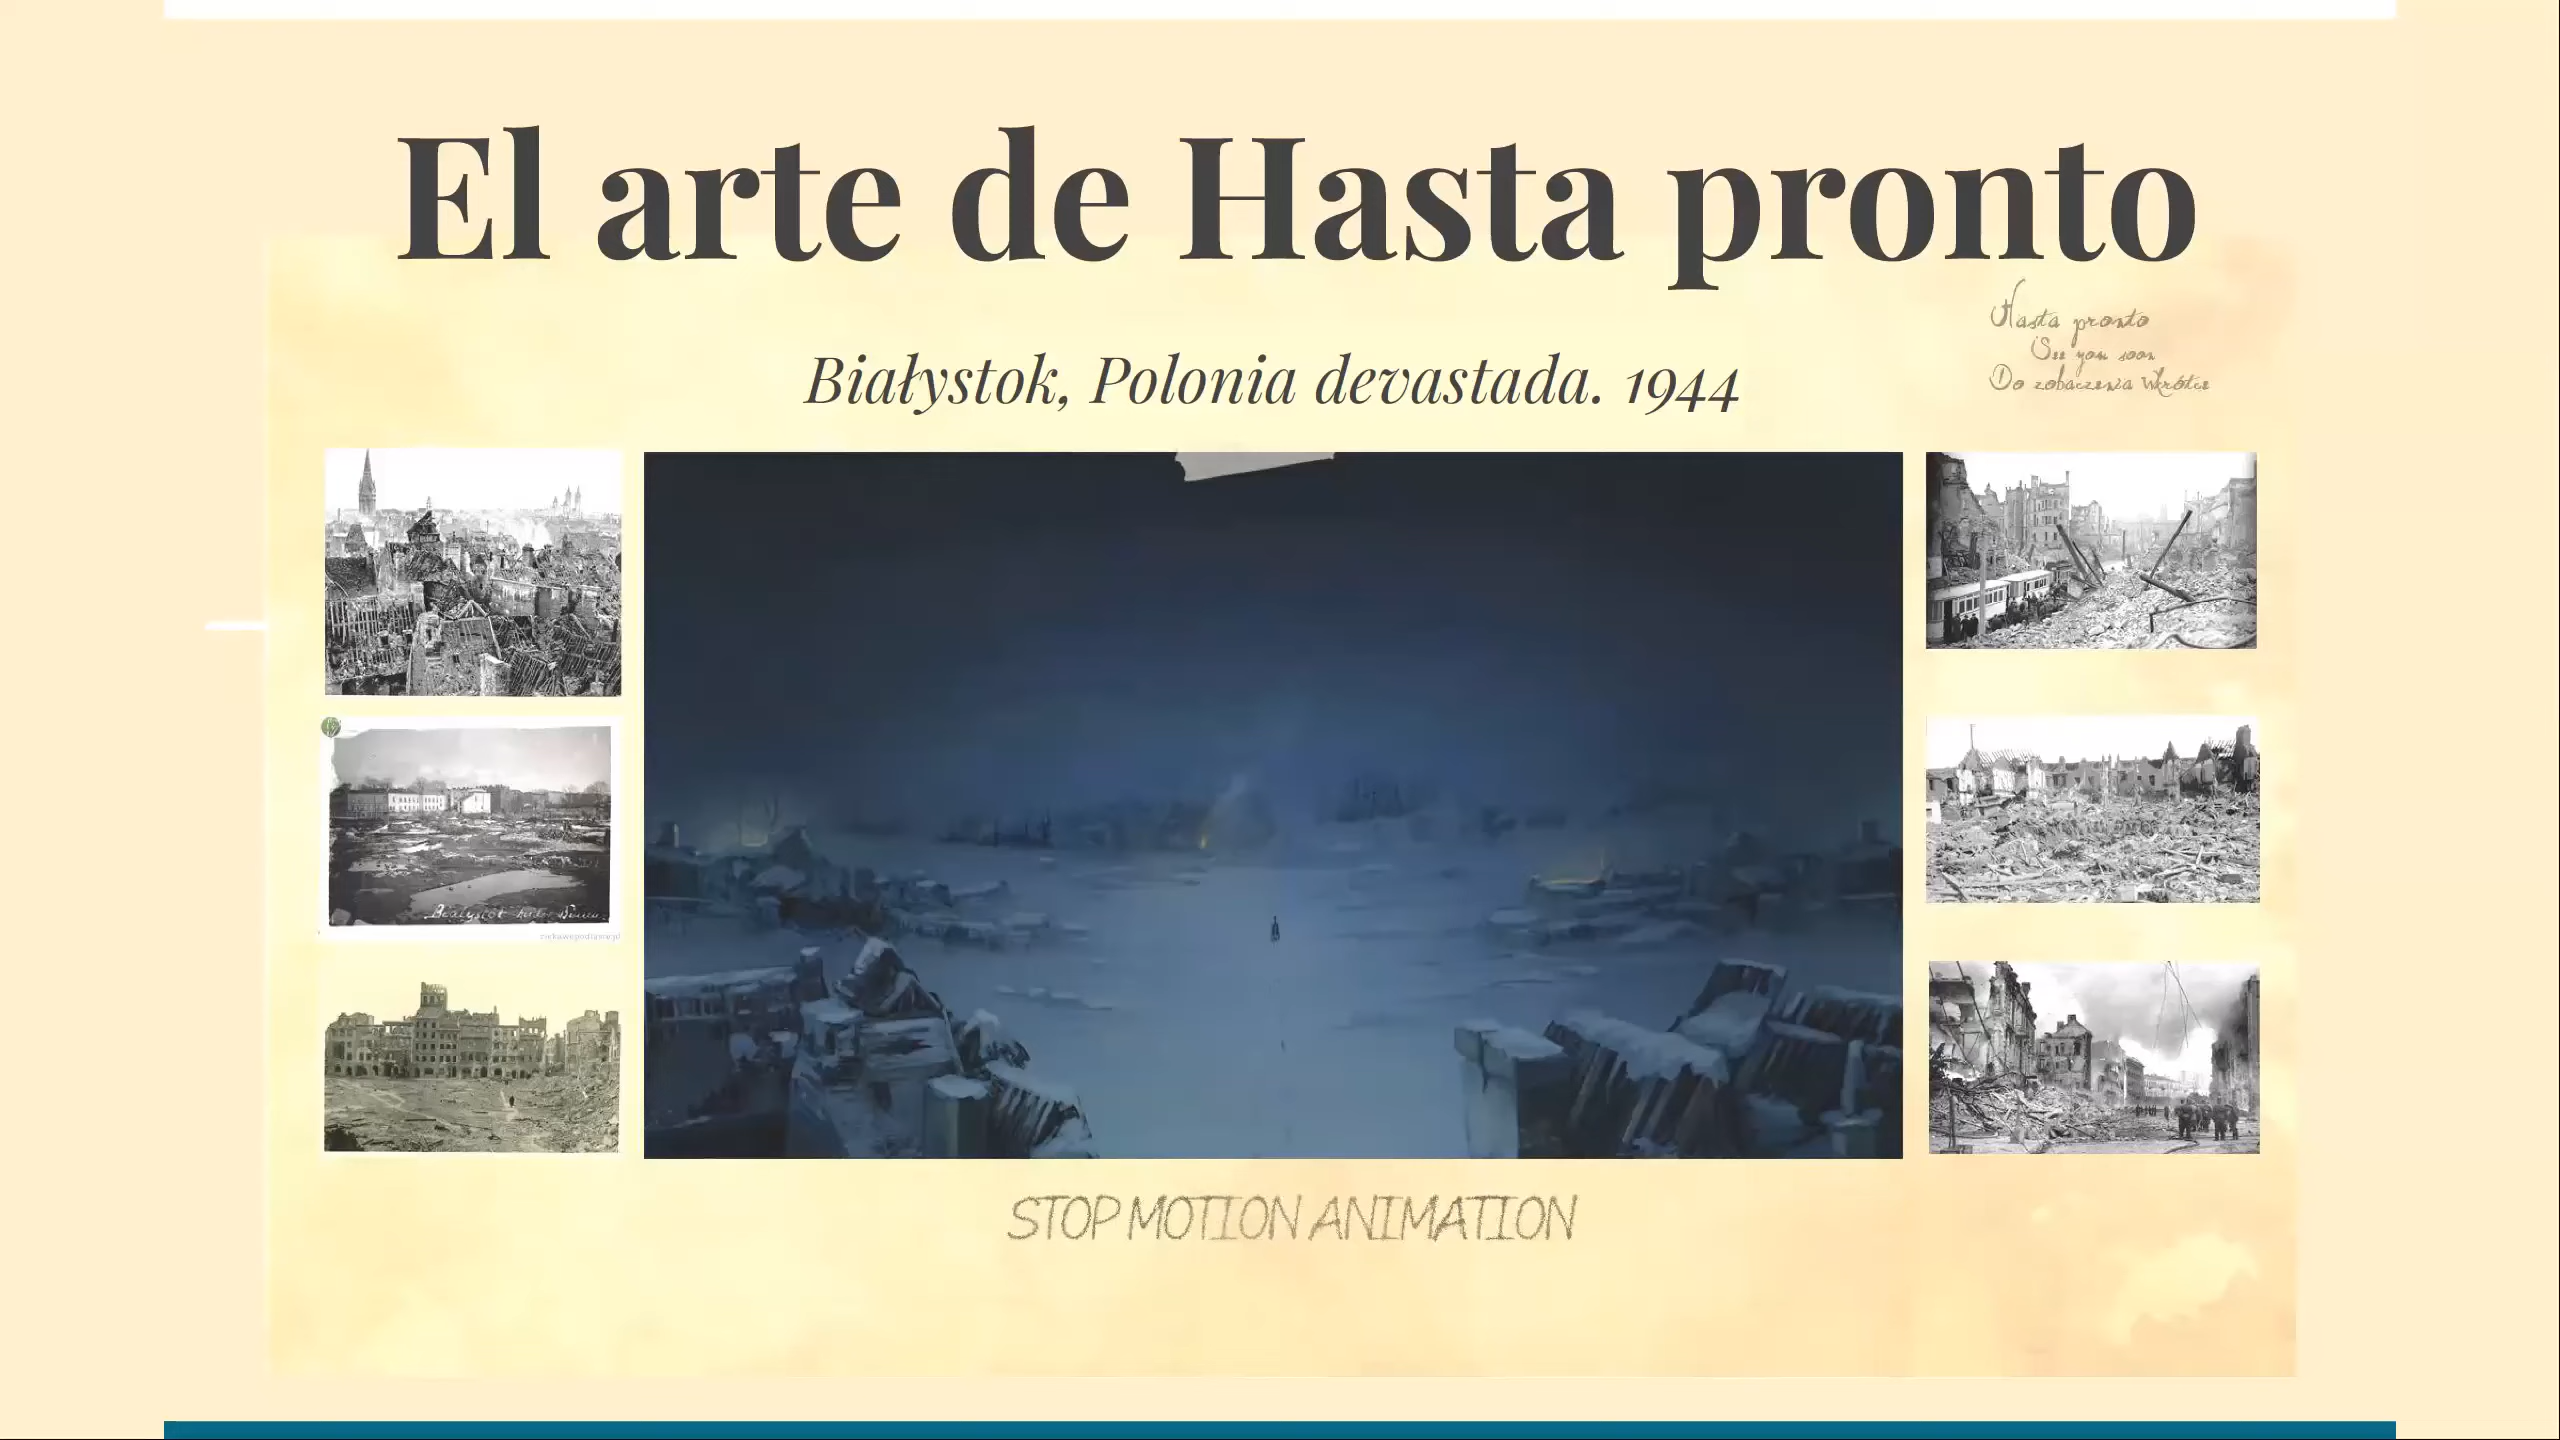 El arte de Hasta pronto
Hasta pronto
See you soon
Do zobaczenia wkrótce
Białystok, Polonia devastada. 1944
STOP MOTION ANIMATION